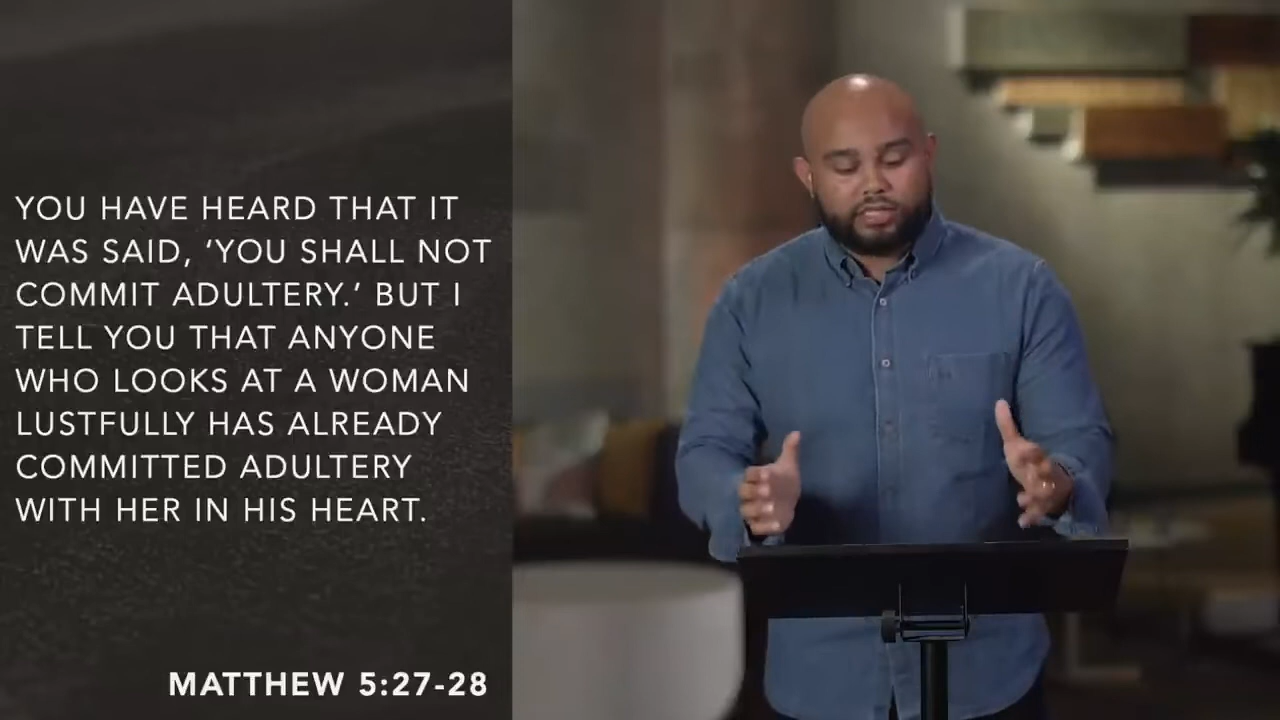 YOU HAVE HEARD THAT IT
WAS SAID, ‘YOU SHALL NOT
COMMIT ADULTERY.‘ BUT I
TELL YOU THAT ANYONE
WHO LOOKS AT A WOMAN
LUSTFULLY HAS ALREADY
COMMITTED ADULTERY
WITH HER IN HIS HEART.
MATTHEW 5:27-28